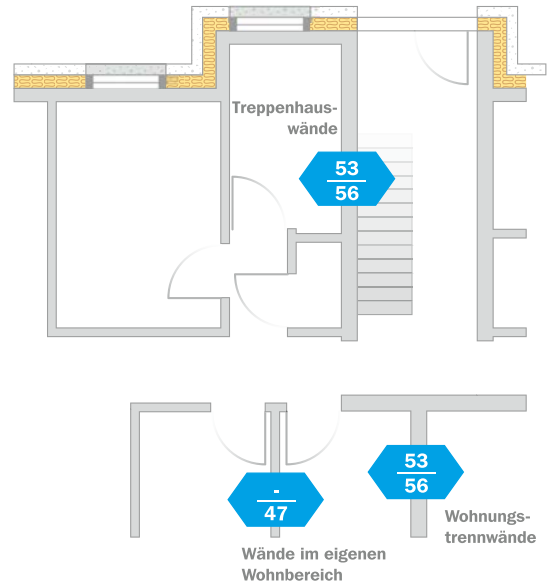 Treppenhaus-
wände
53
56
53
56
-
47
Wohnungs-
trennwände
Wände im eigenen
Wohnbereich